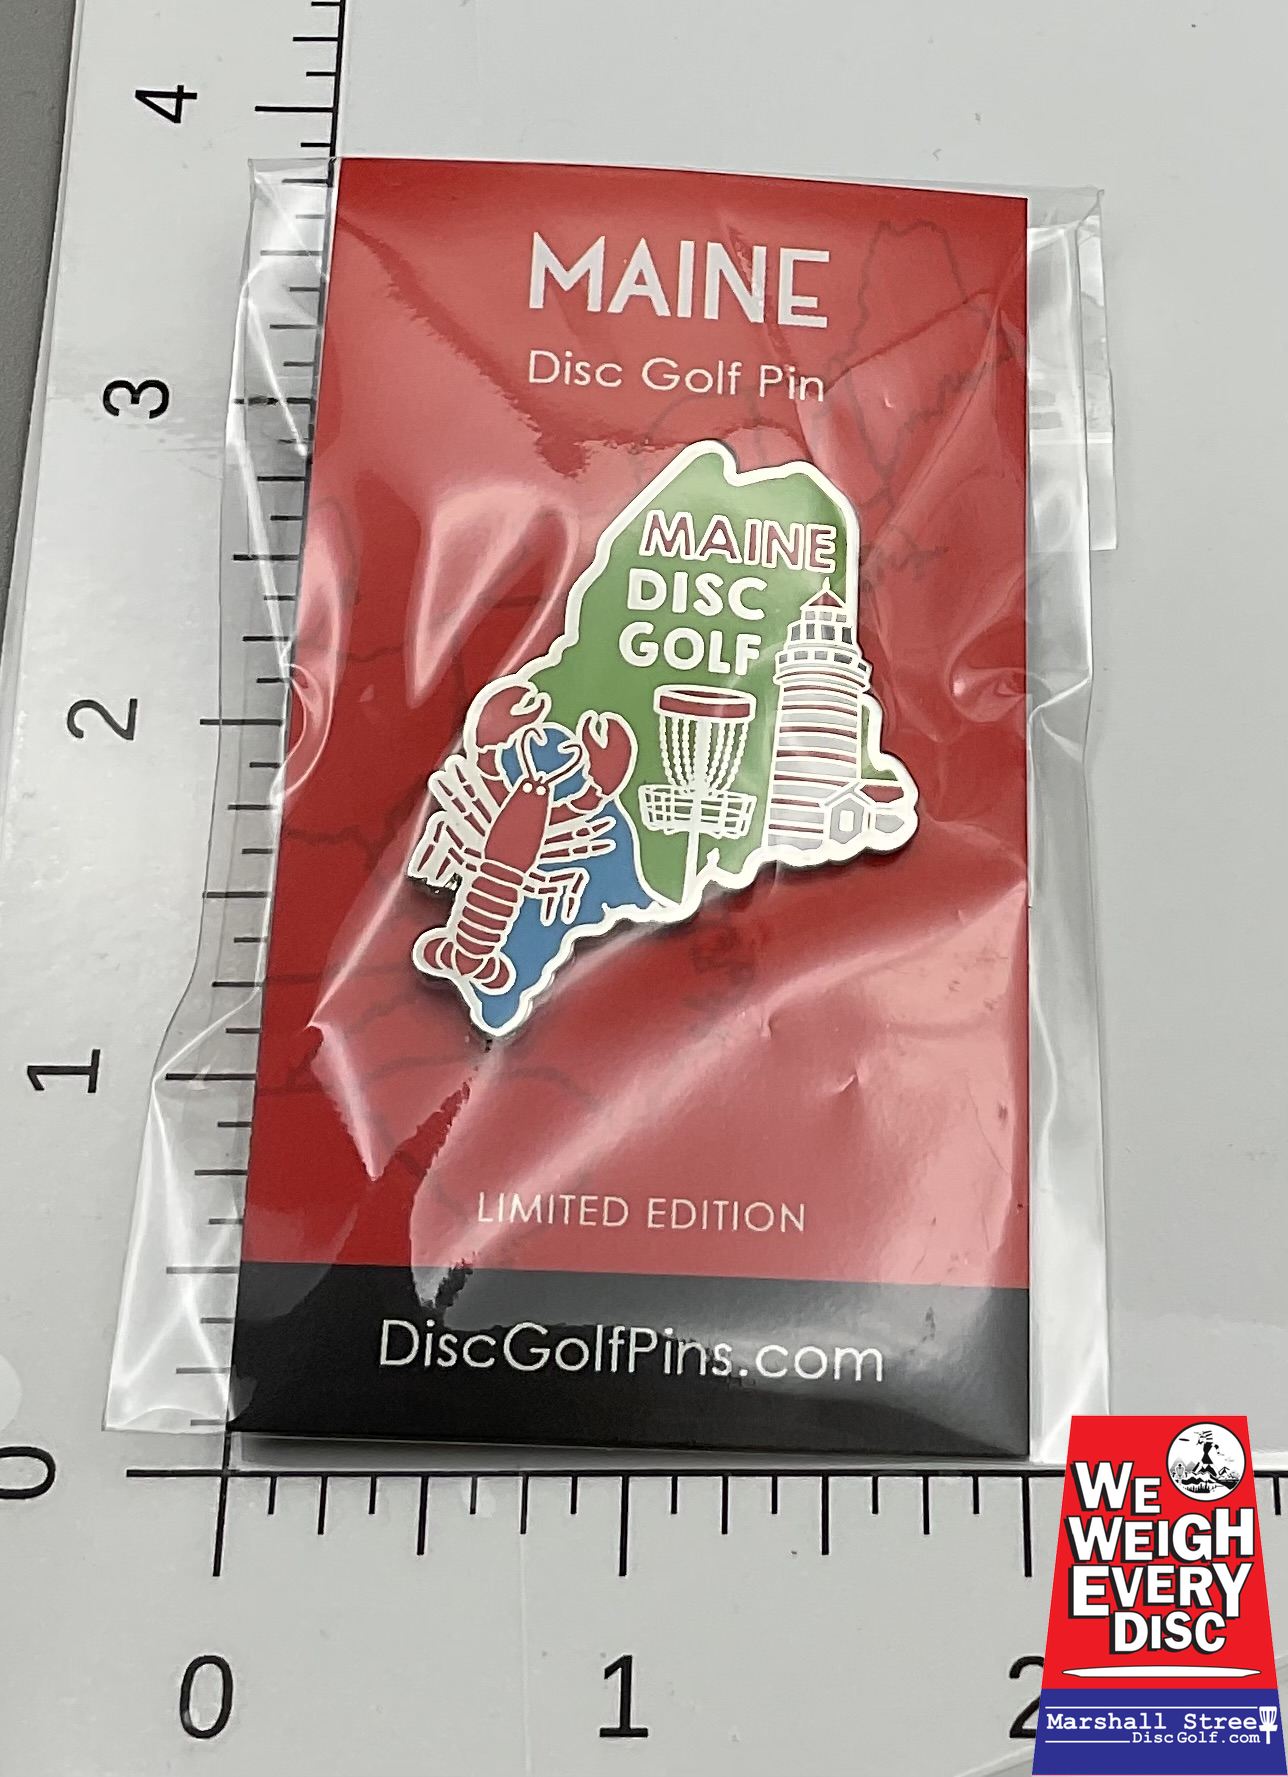 4
3
2
1
0
MAINE
Disc Golf Pin
MAINE
DISC
GOLF
LIMITED EDITION
DiscGolfPins.com
0 1 2
WE
WEIGH
EVERY
DISC
Marshall Stree
DiscGolf.com